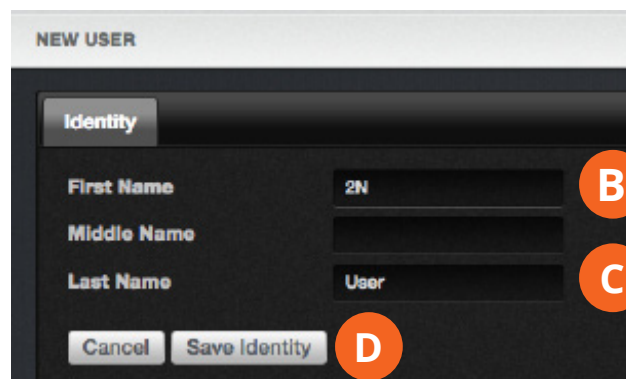 NEW USER
Identity
First Name 2N B
Middle Name
Last Name User C
Cancel Save Identity D